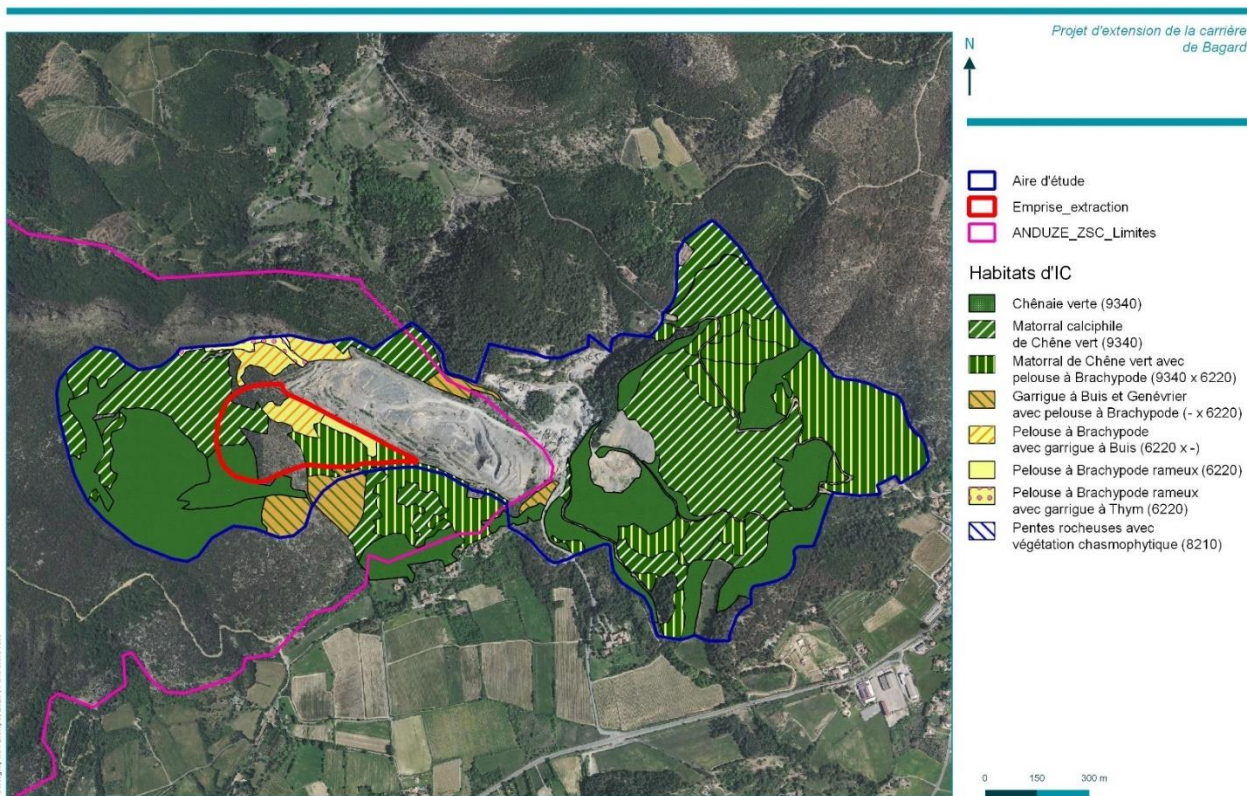 Projet d'extension de la carrière
de Bagard
N
Aire d'étude
Emprise_extraction
ANDUZE_ZSC_Limites
Habitats d'IC
Chênaie verte (9340)
Matorral calciphile
de Chêne vert (9340)
Matorral de Chêne vert avec
pelouse à Brachypode (9340 x 6220)
Garrigue à Buis et Genévrier
avec pelouse à Brachypode (- x 6220)
Pelouse à Brachypode
avec garrigue à Buis (6220 x -)
Pelouse à Brachypode rameux (6220)
Pelouse à Brachypode rameux
avec garrigue à Thym (6220)
Pentes rocheuses avec
végétation chasmophytique (8210)
0 150 300 m